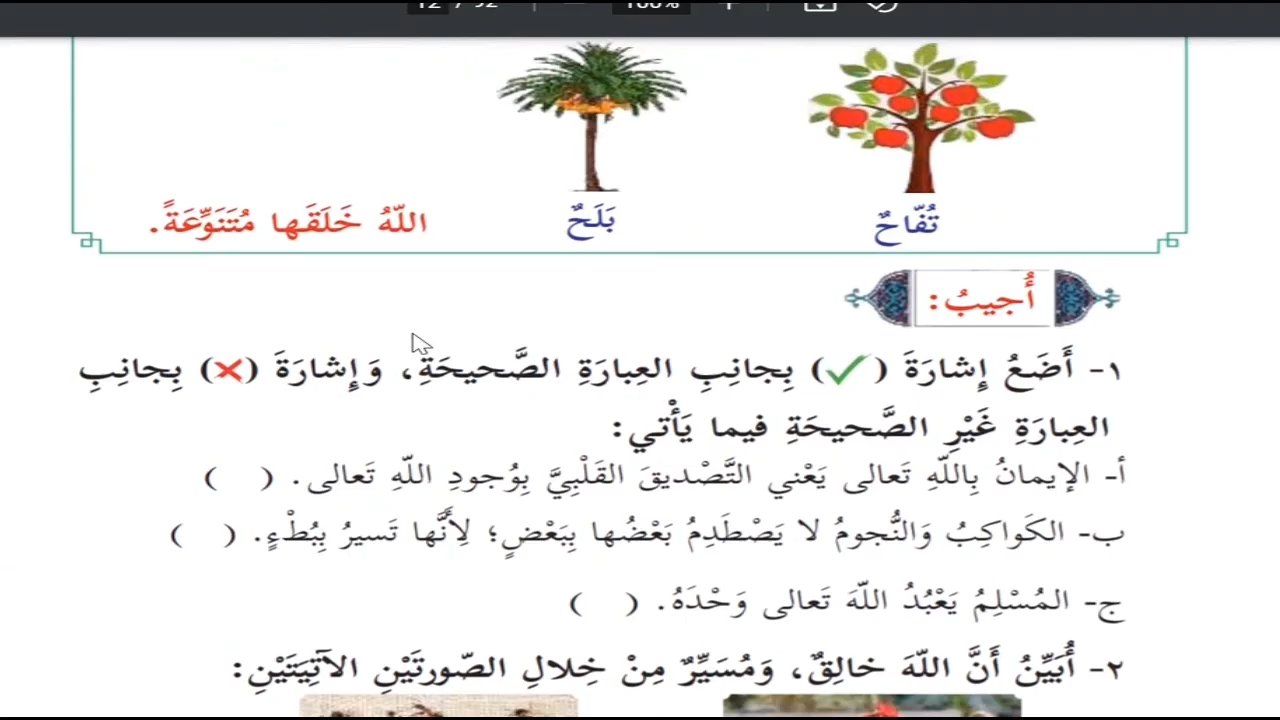 تُفّاحٌ بَلَحٌ اللّهُ خَلَقَها مُتَنَوِّعَةً.
أُجيبُ:
١- أَضَعُ إِشارَةَ (✓) بِجانِبِ العِبارَةِ الصَّحيحَةِ، وَإِشارَةَ (✗) بِجانِبِ
العِبارَةِ غَيْرِ الصَّحيحَةِ فيما يَأْتي:
أ- الإيمانُ بِاللّهِ تَعالى يَعْني التَّصْديقَ القَلْبِيَّ بِوُجودِ اللّهِ تَعالى. ( )
ب- الكَواكِبُ وَالنُّجومُ لا يَصْطَدِمُ بَعْضُها بِبَعْضٍ؛ لِأَنَّها تَسيرُ بِبُطْءٍ. ( )
ج- المُسْلِمُ يَعْبُدُ اللّهَ تَعالى وَحْدَهُ. ( )
٢- أُبَيِّنُ أَنَّ اللّهَ خالِقٌ، وَمُسَيِّرٌ مِنْ خِلالِ الصّورتَيْنِ الآتِيَتَيْنِ: